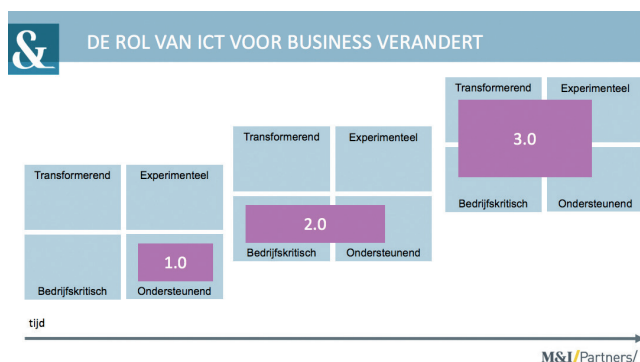 &
DE ROL VAN ICT VOOR BUSINESS VERANDERT
Transformerend Experimenteel
3.0
Bedrijfskritisch Ondersteunend
Transformerend Experimenteel
2.0
Bedrijfskritisch Ondersteunend
Transformerend Experimenteel
1.0
Bedrijfskritisch Ondersteunend
tijd
M&I/Partners/